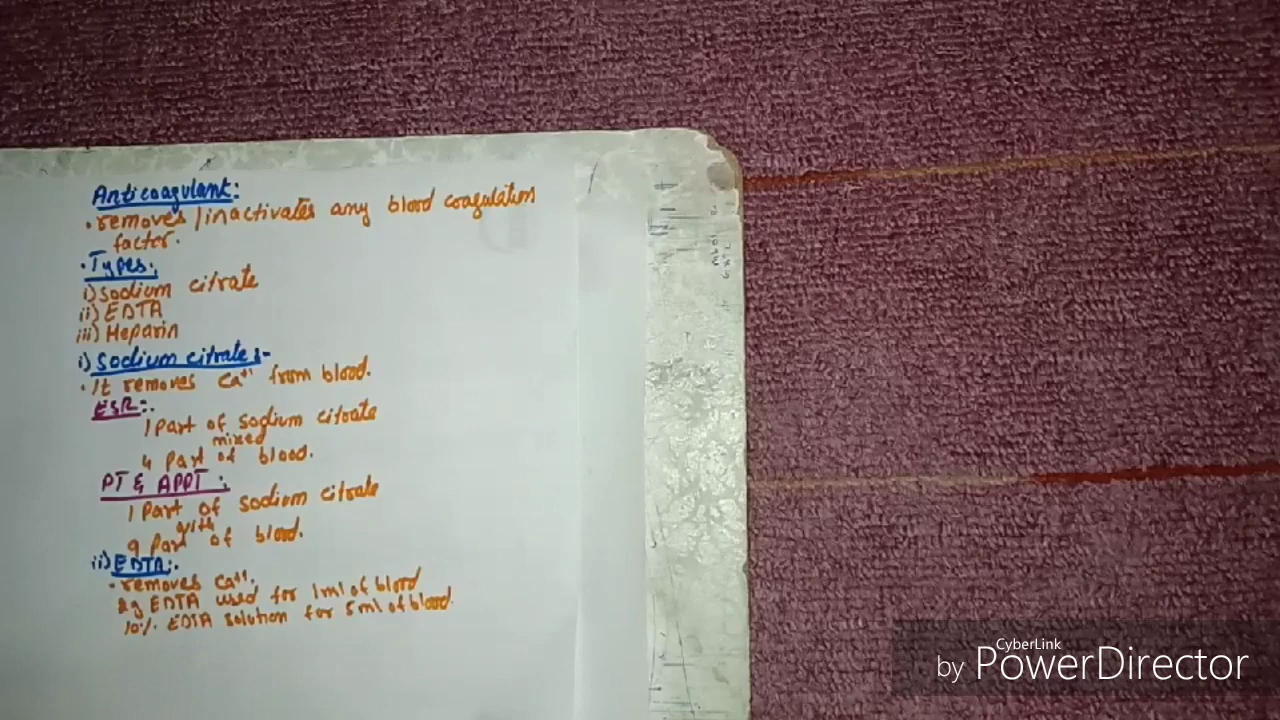 Anticoagulant:
• removes / inactivates any blood coagulation
factor.
• Types:
i) Sodium citrate
ii) EDTA
iii) Heparin
i) Sodium citrate:-
• It removes Ca++ from blood.
ESR:-
1 Part of sodium citrate
mixed
4 part of blood.
PT & APPT:
1 Part of sodium citrate
with
9 part of blood.
ii) EDTA:-
• removes Ca++.
2g EDTA used for 1ml of blood
10% EDTA solution for 5ml of blood.
CyberLink
by PowerDirector